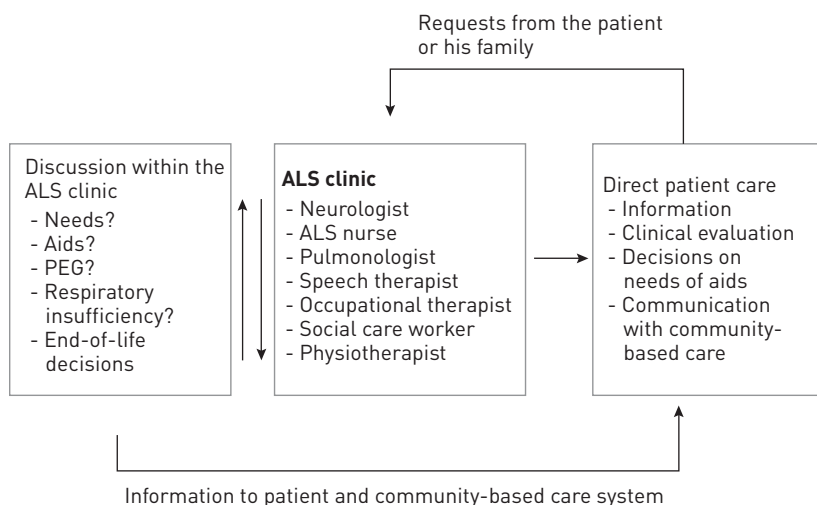 Requests from the patient
or his family
Discussion within the
ALS clinic
- Needs?
- Aids?
- PEG?
- Respiratory
insufficiency?
- End-of-life
decisions
ALS clinic
- Neurologist
- ALS nurse
- Pulmonologist
- Speech therapist
- Occupational therapist
- Social care worker
- Physiotherapist
Direct patient care
- Information
- Clinical evaluation
- Decisions on
needs of aids
- Communication
with community-
based care
Information to patient and community-based care system